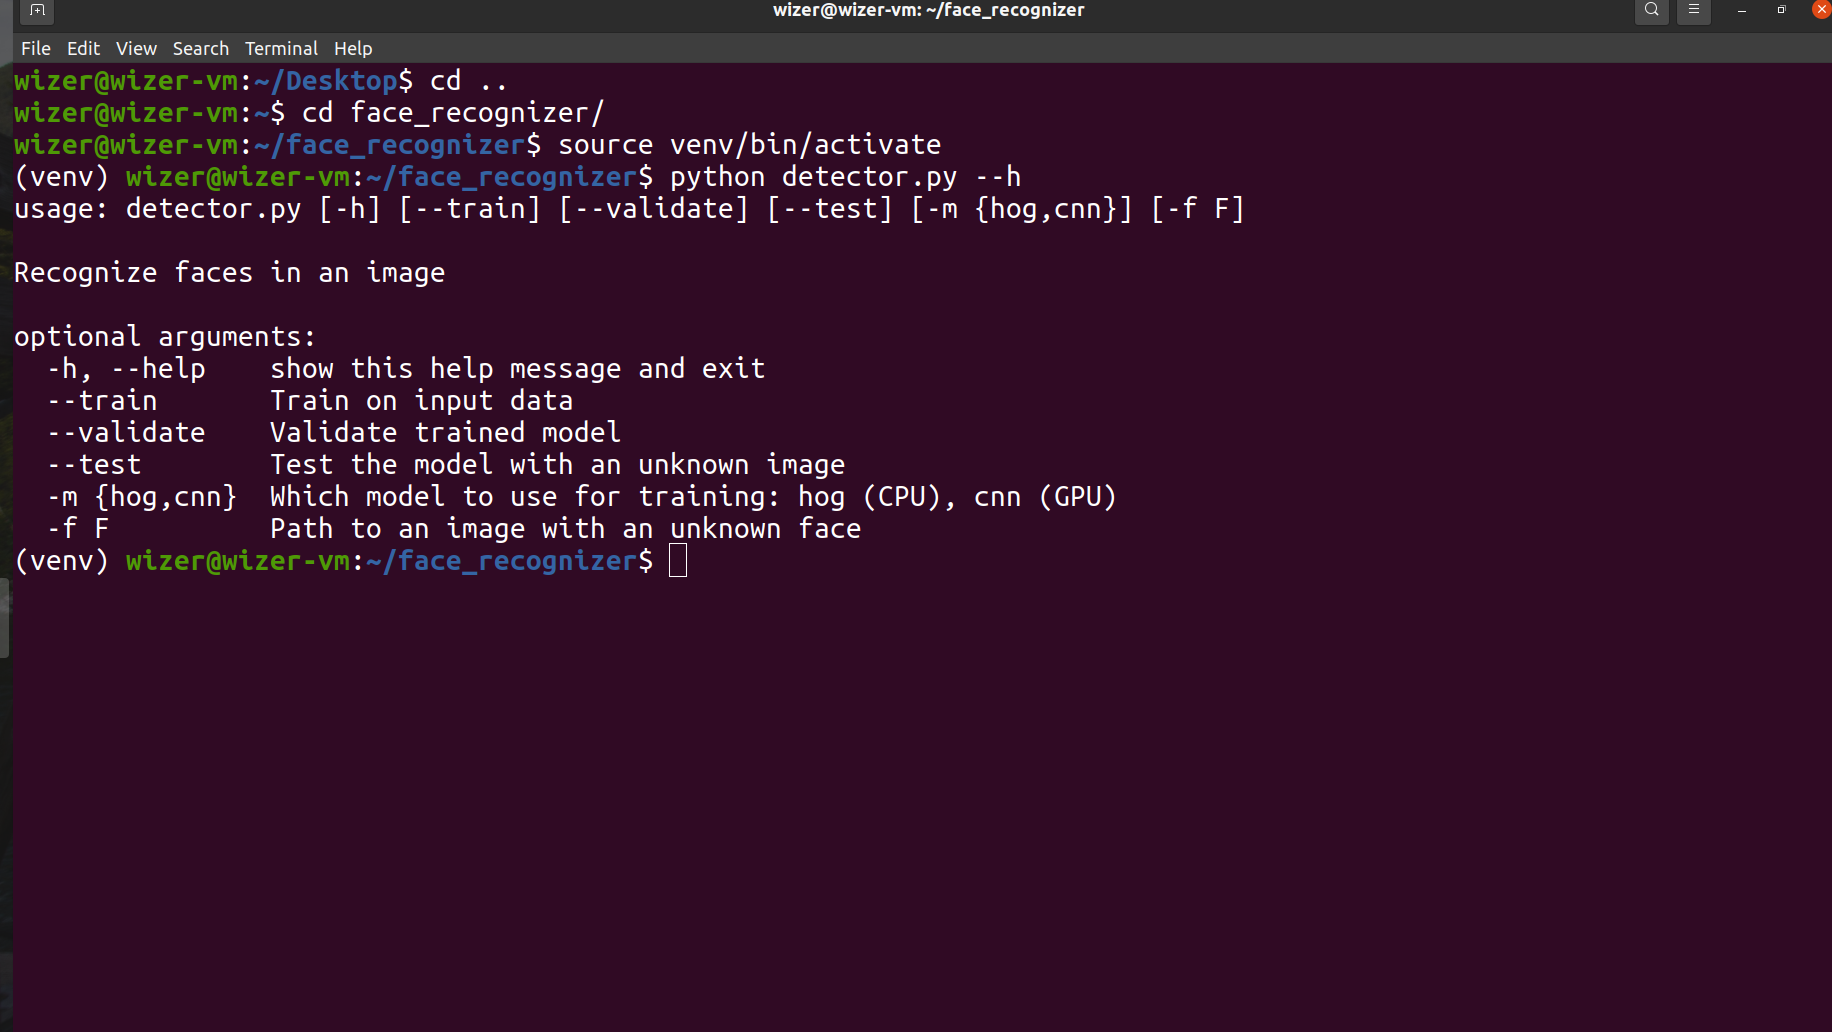 wizer@wizer-vm: ~/face_recognizer
File Edit View Search Terminal Help
wizer@wizer-vm:~/Desktop$ cd ..
wizer@wizer-vm:~$ cd face_recognizer/
wizer@wizer-vm:~/face_recognizer$ source venv/bin/activate
(venv) wizer@wizer-vm:~/face_recognizer$ python detector.py --h
usage: detector.py [-h] [--train] [--validate] [--test] [-m {hog,cnn}] [-f F]
Recognize faces in an image
optional arguments:
  -h, --help    show this help message and exit
  --train       Train on input data
  --validate    Validate trained model
  --test        Test the model with an unknown image
  -m {hog,cnn}  Which model to use for training: hog (CPU), cnn (GPU)
  -f F          Path to an image with an unknown face
(venv) wizer@wizer-vm:~/face_recognizer$